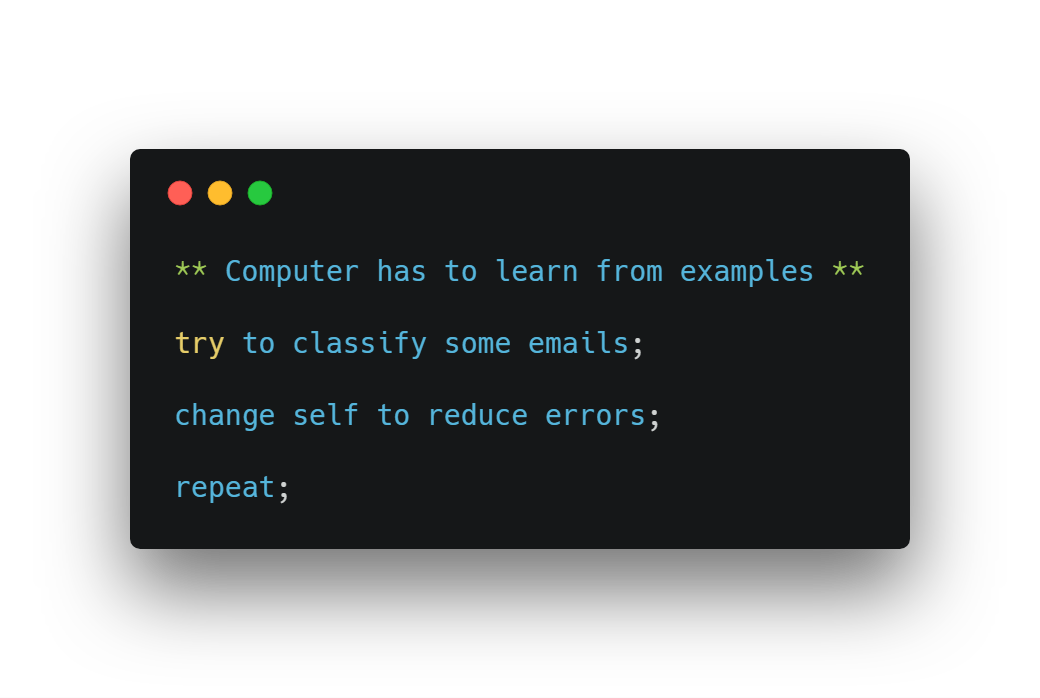 ** Computer has to learn from examples **
try to classify some emails;
change self to reduce errors;
repeat;